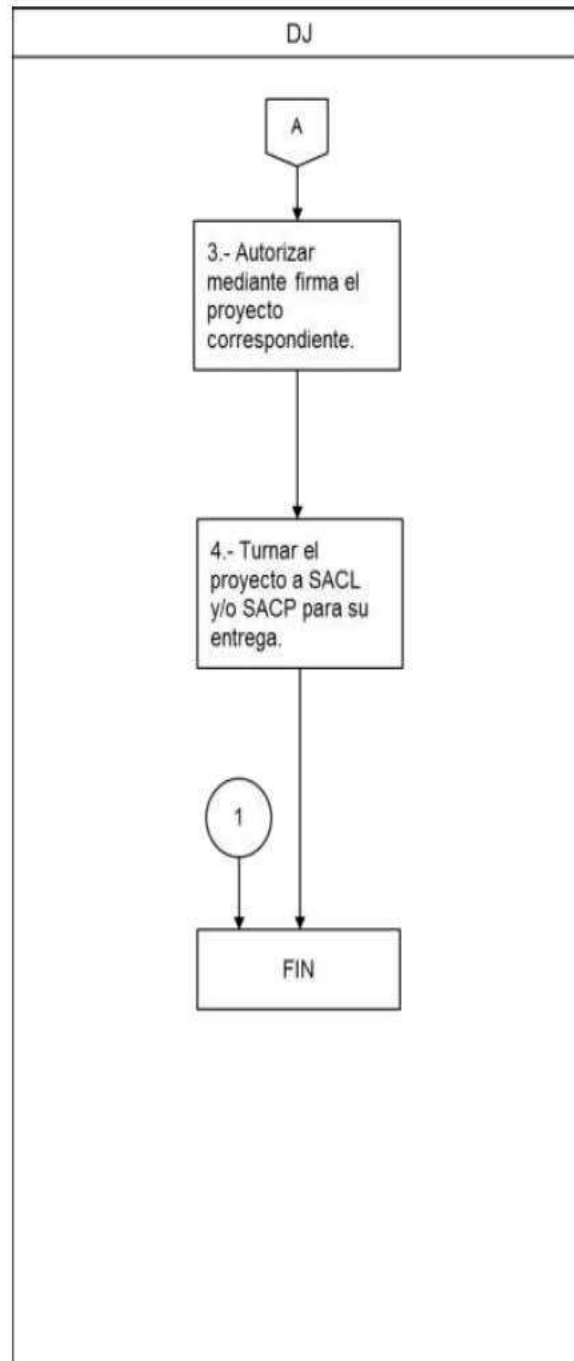 DJ
A
3.- Autorizar
mediante firma el
proyecto
correspondiente.
4.- Turnar el
proyecto a SACL
y/o SACP para su
entrega.
1
FIN